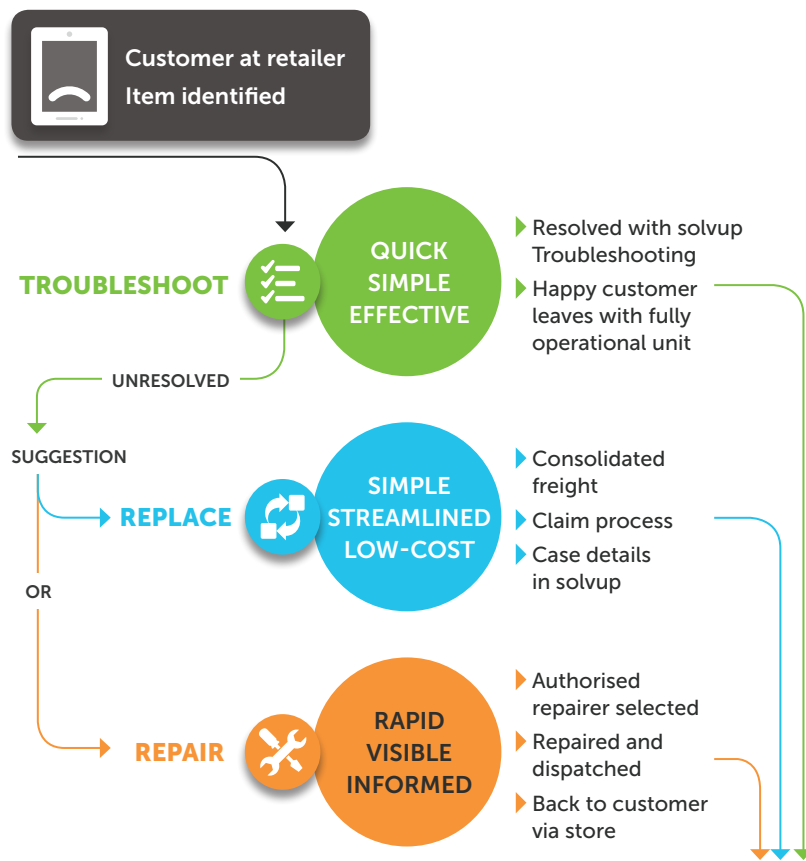 Customer at retailer
Item identified
TROUBLESHOOT
QUICK
SIMPLE
EFFECTIVE
Resolved with solvup
Troubleshooting
Happy customer
leaves with fully
operational unit
UNRESOLVED
SUGGESTION
REPLACE
SIMPLE
STREAMLINED
LOW-COST
Consolidated
freight
Claim process
Case details
in solvup
OR
REPAIR
RAPID
VISIBLE
INFORMED
Authorised
repairer selected
Repaired and
dispatched
Back to customer
via store